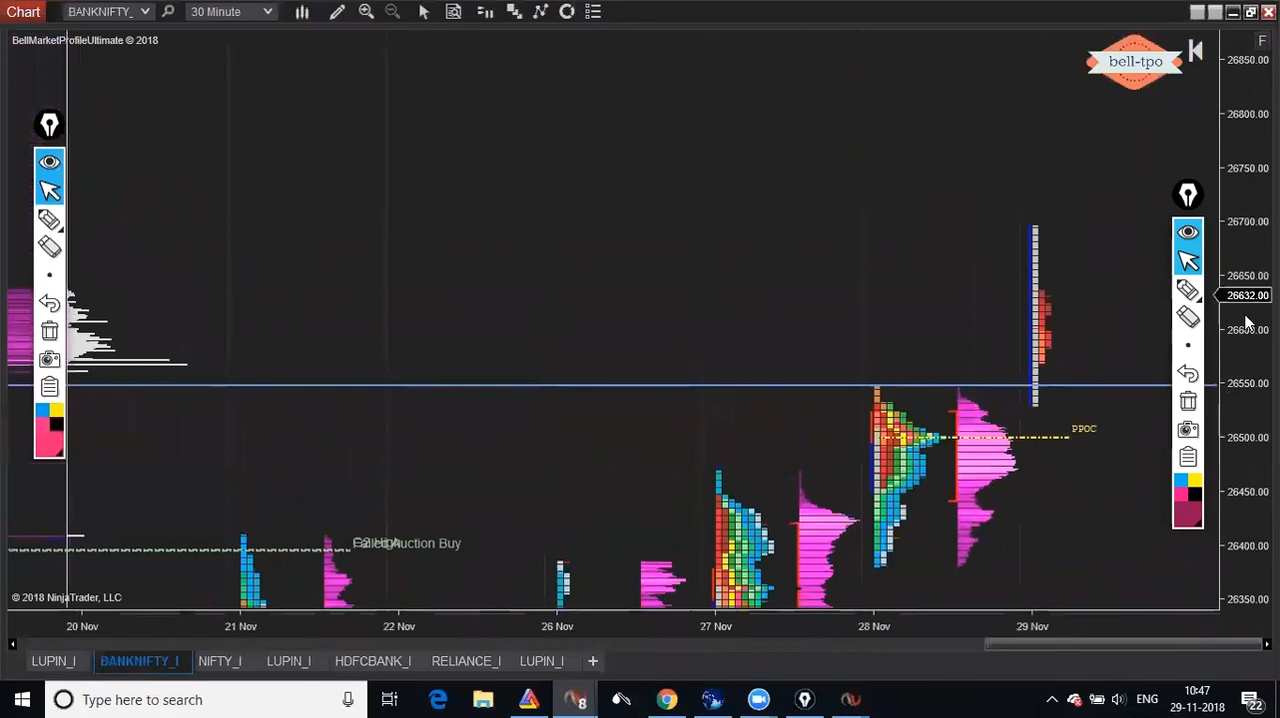 Chart BANKNIFTY_ 30 Minute
BellMarketProfileUltimate © 2018
F
bell-tpo
26850.00
26800.00
26750.00
26700.00
26650.00
26632.00
26550.00
PPOC
26500.00
26450.00
26400.00
Failed Auction Buy
© 2018 NinjaTrader, LLC
26350.00
20 Nov 21 Nov 22 Nov 26 Nov 27 Nov 28 Nov 29 Nov
LUPIN_I BANKNIFTY_I NIFTY_I LUPIN_I HDFCBANK_I RELIANCE_I LUPIN_I +
Type here to search
8
ENG
10:47
29-11-2018
22